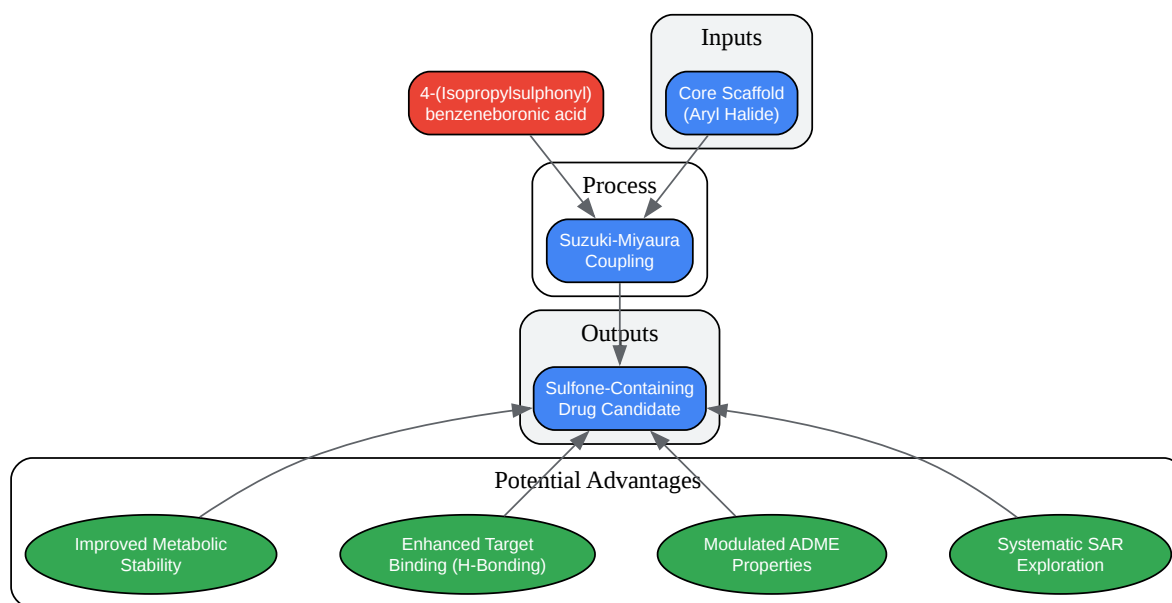 Inputs
4-(Isopropylsulphonyl)
benzeneboronic acid
Core Scaffold
(Aryl Halide)
Process
Suzuki-Miyaura
Coupling
Outputs
Sulfone-Containing
Drug Candidate
Potential Advantages
Improved Metabolic
Stability
Enhanced Target
Binding (H-Bonding)
Modulated ADME
Properties
Systematic SAR
Exploration